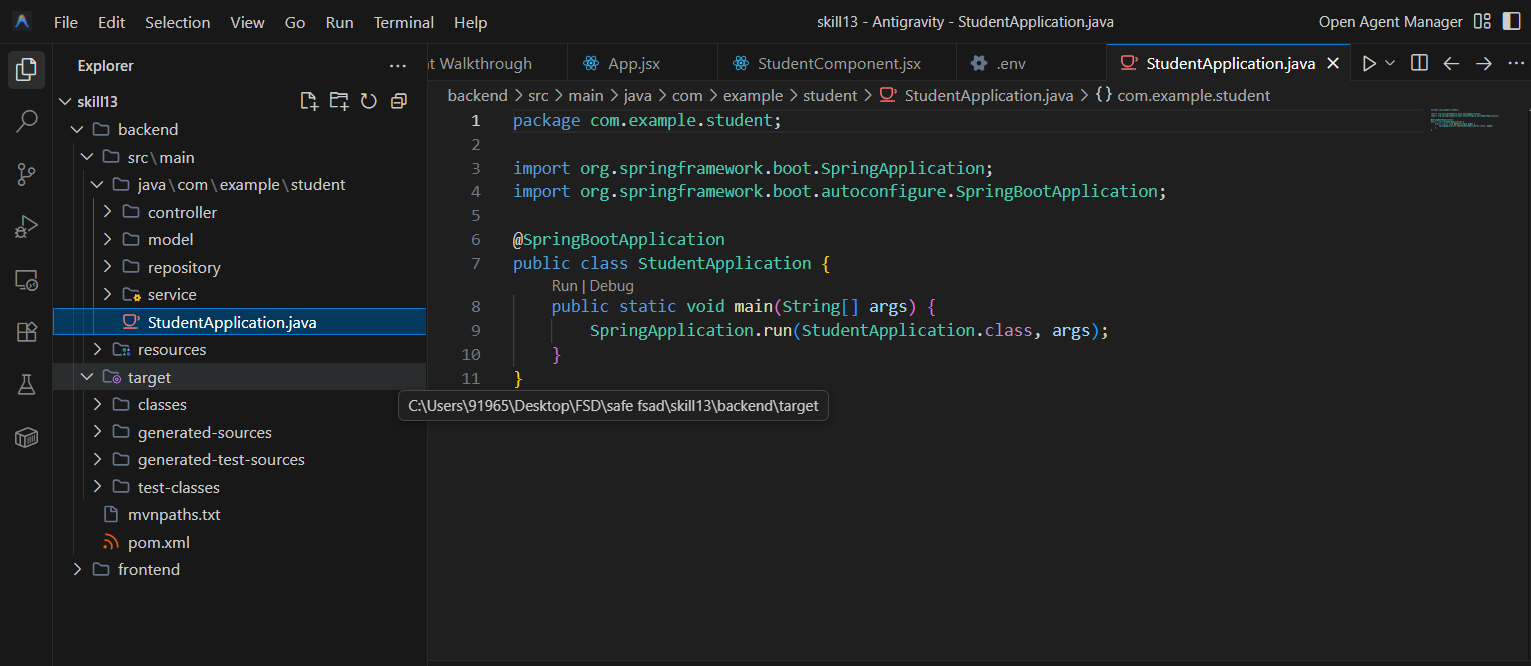 File Edit Selection View Go Run Terminal Help
skill13 - Antigravity - StudentApplication.java
Open Agent Manager
Explorer
t Walkthrough
App.jsx
StudentComponent.jsx
.env
StudentApplication.java
skill13
backend
src\main
java\com\example\student
controller
model
repository
service
StudentApplication.java
resources
target
classes
generated-sources
generated-test-sources
test-classes
mvnpaths.txt
pom.xml
frontend
backend > src > main > java > com > example > student > StudentApplication.java > {} com.example.student
1 package com.example.student;
2
3 import org.springframework.boot.SpringApplication;
4 import org.springframework.boot.autoconfigure.SpringBootApplication;
5
6 @SpringBootApplication
7 public class StudentApplication {
Run | Debug
8 public static void main(String[] args) {
9 SpringApplication.run(StudentApplication.class, args);
10 }
11 }
C:\Users\91965\Desktop\FSD\safe fsad\skill13\backend\target